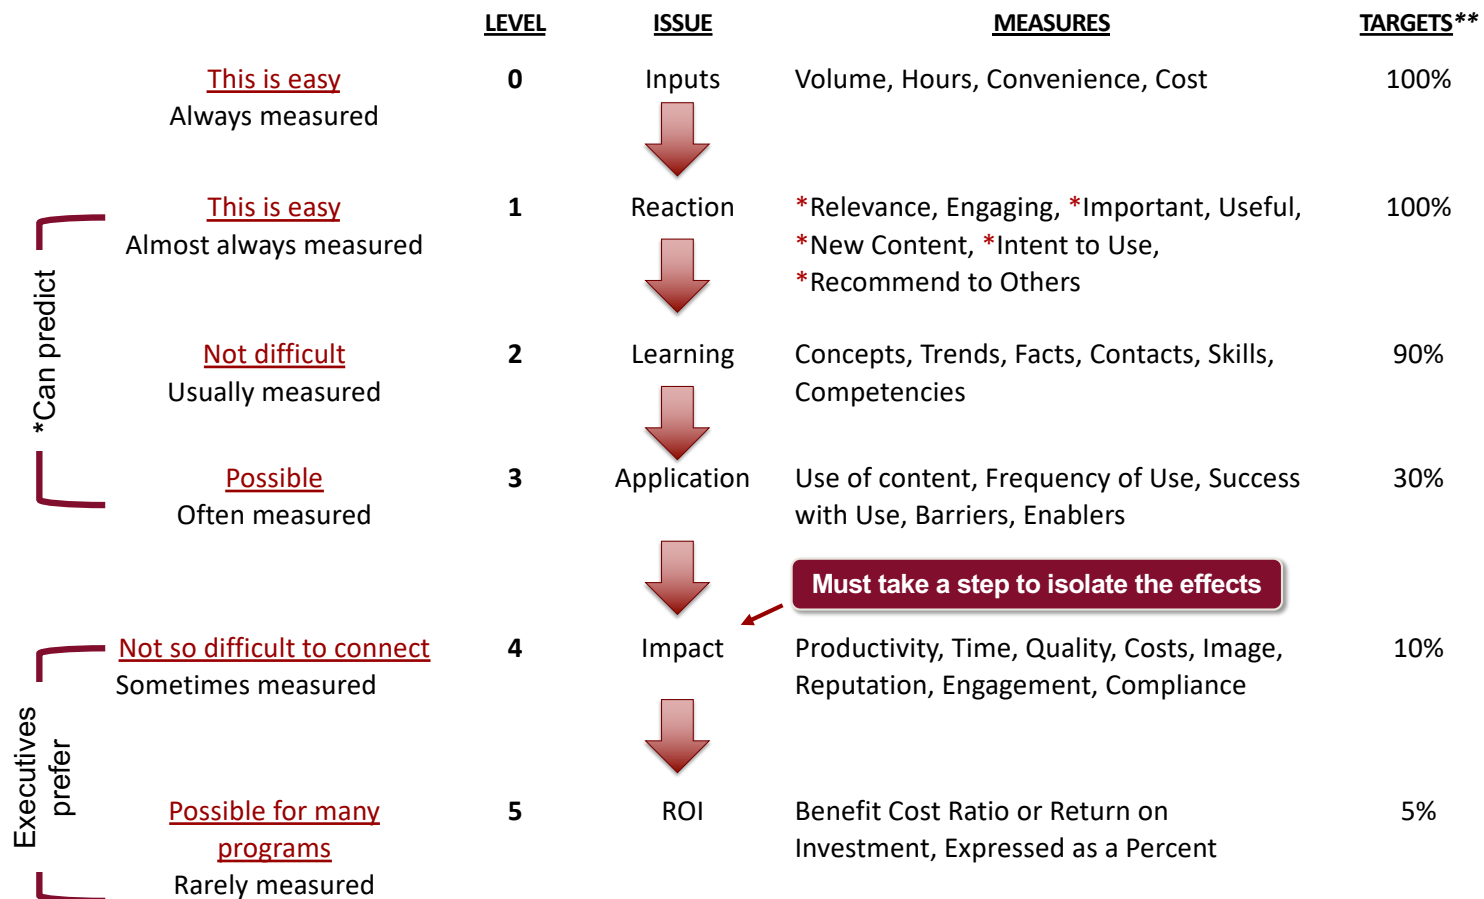 LEVEL ISSUE MEASURES TARGETS**
This is easy 0 Inputs Volume, Hours, Convenience, Cost 100%
Always measured
This is easy 1 Reaction *Relevance, Engaging, *Important, Useful, 100%
Almost always measured *New Content, *Intent to Use,
*Recommend to Others
*Can predict
Not difficult 2 Learning Concepts, Trends, Facts, Contacts, Skills, 90%
Usually measured Competencies
Possible 3 Application Use of content, Frequency of Use, Success 30%
Often measured with Use, Barriers, Enablers
Must take a step to isolate the effects
Not so difficult to connect 4 Impact Productivity, Time, Quality, Costs, Image, 10%
Sometimes measured Reputation, Engagement, Compliance
Executives
prefer
Possible for many 5 ROI Benefit Cost Ratio or Return on 5%
programs Investment, Expressed as a Percent
Rarely measured